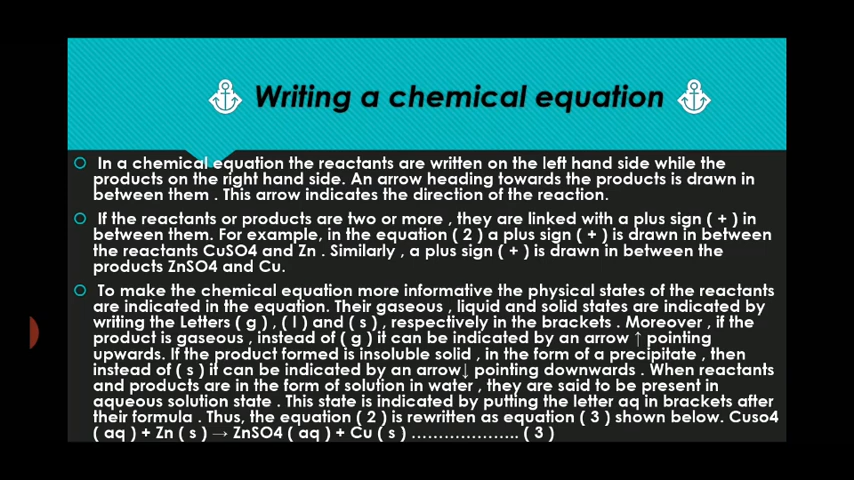 Writing a chemical equation
In a chemical equation the reactants are written on the left hand side while the
products on the right hand side. An arrow heading towards the products is drawn in
between them . This arrow indicates the direction of the reaction.
If the reactants or products are two or more , they are linked with a plus sign ( + ) in
between them. For example, in the equation ( 2 ) a plus sign ( + ) is drawn in between
the reactants CuSO4 and Zn . Similarly , a plus sign ( + ) is drawn in between the
products ZnSO4 and Cu.
To make the chemical equation more informative the physical states of the reactants
are indicated in the equation. Their gaseous , liquid and solid states are indicated by
writing the Letters ( g ) , ( l ) and ( s ) , respectively in the brackets . Moreover , if the
product is gaseous , instead of ( g ) it can be indicated by an arrow ↑ pointing
upwards. If the product formed is insoluble solid , in the form of a precipitate , then
instead of ( s ) it can be indicated by an arrow↓ pointing downwards . When reactants
and products are in the form of solution in water , they are said to be present in
aqueous solution state . This state is indicated by putting the letter aq in brackets after
their formula . Thus, the equation ( 2 ) is rewritten as equation ( 3 ) shown below. Cuso4
( aq ) + Zn ( s ) → ZnSO4 ( aq ) + Cu ( s ) ………………... ( 3 )